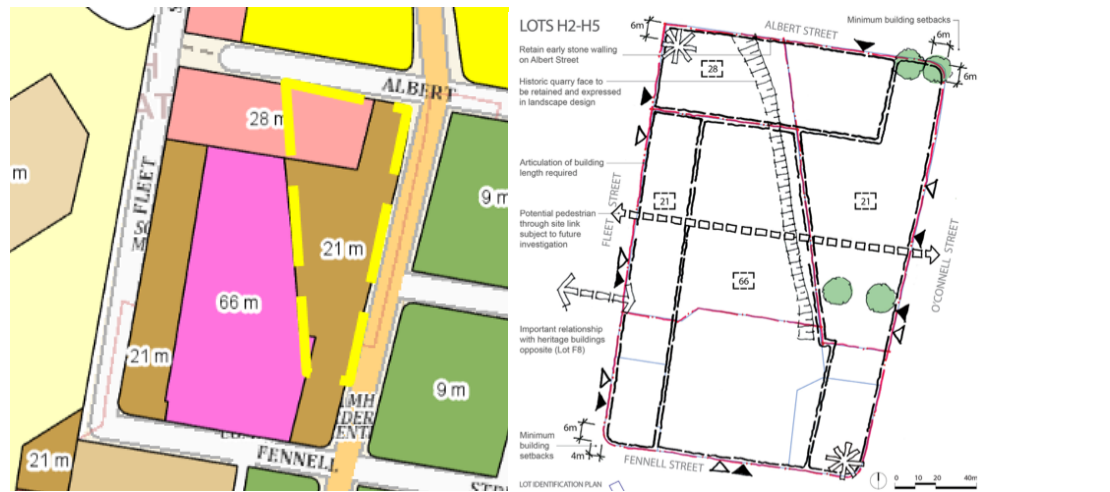 ALBERT
28 m
m
FLEET
9 m
21 m
66 m
21 m
9 m
21 m
FENNELL
LOTS H2-H5
ALBERT STREET
Minimum building setbacks
6m
6m
6m
Retain early stone walling
on Albert Street
28
Historic quarry face to
be retained and expressed
in landscape design
Articulation of building
length required
21
21
FLEET STREET
Potential pedestrian
through site link
subject to future
investigation
O'CONNELL STREET
66
Important relationship
with heritage buildings
opposite (Lot F8)
6m
Minimum
building
setbacks
4m
FENNELL STREET
0 10 20 40m
LOT IDENTIFICATION PLAN